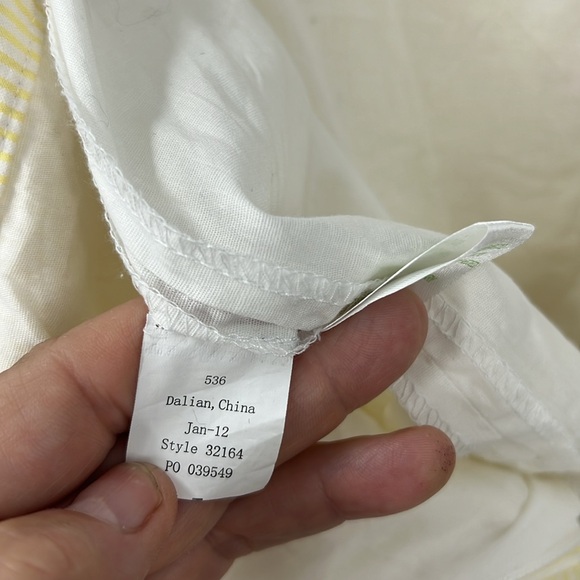 536
Dalian, China
Jan-12
Style 32164
PO 039549